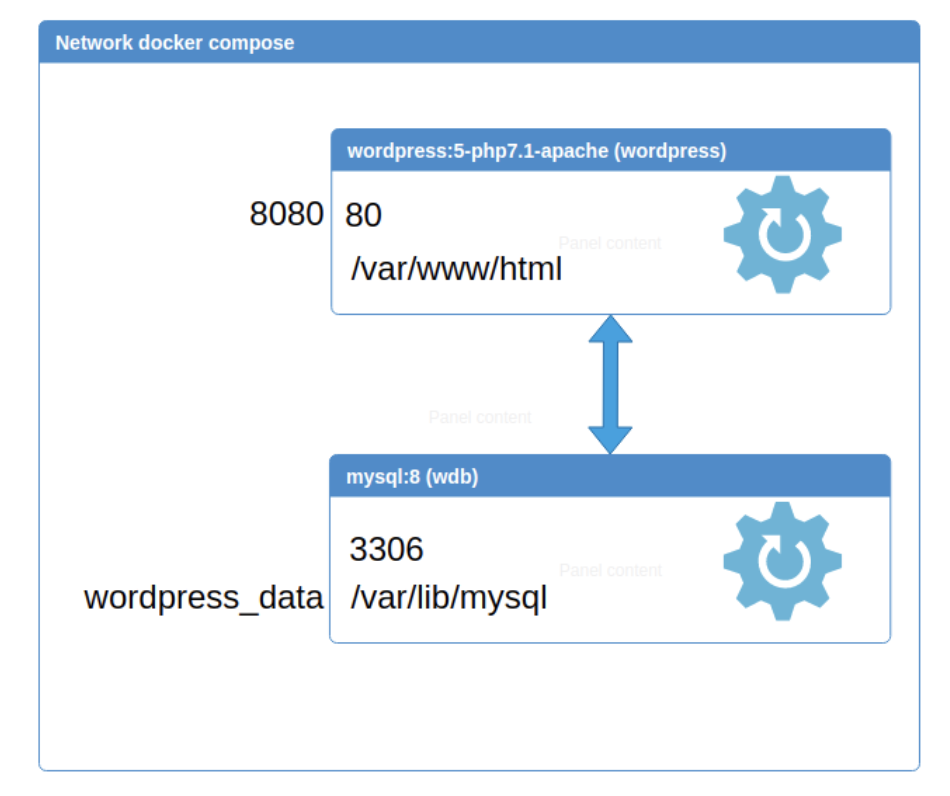 Network docker compose
wordpress:5-php7.1-apache (wordpress)
8080 80
Panel content
/var/www/html
Panel content
mysql:8 (wdb)
3306
Panel content
wordpress_data /var/lib/mysql